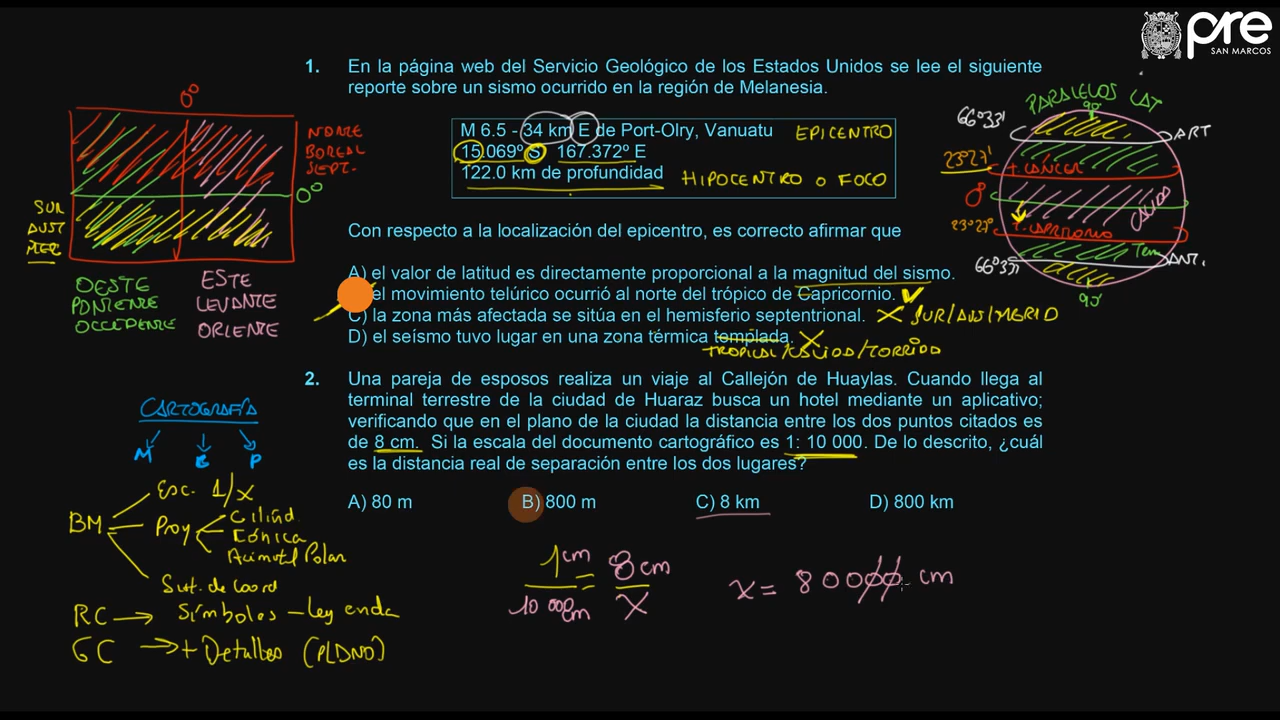 pre
SAN MARCOS
1. En la página web del Servicio Geológico de los Estados Unidos se lee el siguiente
reporte sobre un sismo ocurrido en la región de Melanesia.
M 6.5 - 34 km E de Port-Olry, Vanuatu EPICENTRO
15.069º S 167.372º E
122.0 km de profundidad HIPOCENTRO o FOCO
Con respecto a la localización del epicentro, es correcto afirmar que
A) el valor de latitud es directamente proporcional a la magnitud del sismo.
el movimiento telúrico ocurrió al norte del trópico de Capricornio.
C) la zona más afectada se sitúa en el hemisferio septentrional. SUR/AUS/MERID
D) el seísmo tuvo lugar en una zona térmica templada.
TROPICAL/CÁLIDA/TORRIDA
0°
NORTE
BOREAL
SEPT.
0°
SUR
AUST
MER
OESTE
PONIENTE
OCCIDENTE
ESTE
LEVANTE
ORIENTE
PARALELOS LAT
90°
66°33'
ART
23°27'
T. CÁNCER
0°
CÁLIDO
23°27'
T. CAPRICORNIO
Tem
66°33'
ANT.
90°
2. Una pareja de esposos realiza un viaje al Callejón de Huaylas. Cuando llega al
terminal terrestre de la ciudad de Huaraz busca un hotel mediante un aplicativo;
verificando que en el plano de la ciudad la distancia entre los dos puntos citados es
de 8 cm. Si la escala del documento cartográfico es 1: 10 000. De lo descrito, ¿cuál
es la distancia real de separación entre los dos lugares?
A) 80 m B) 800 m C) 8 km D) 800 km
CARTOGRAFÍA
M E P
BM
Esc. 1/x
Proy
Cilínd.
Cónica
Acimutal Polar
Sist. de Coord
RC → Símbolos – Leyenda
GC → + Detalles (PLANO)
1 cm = 8 cm
10 000 cm X
x = 80000 cm